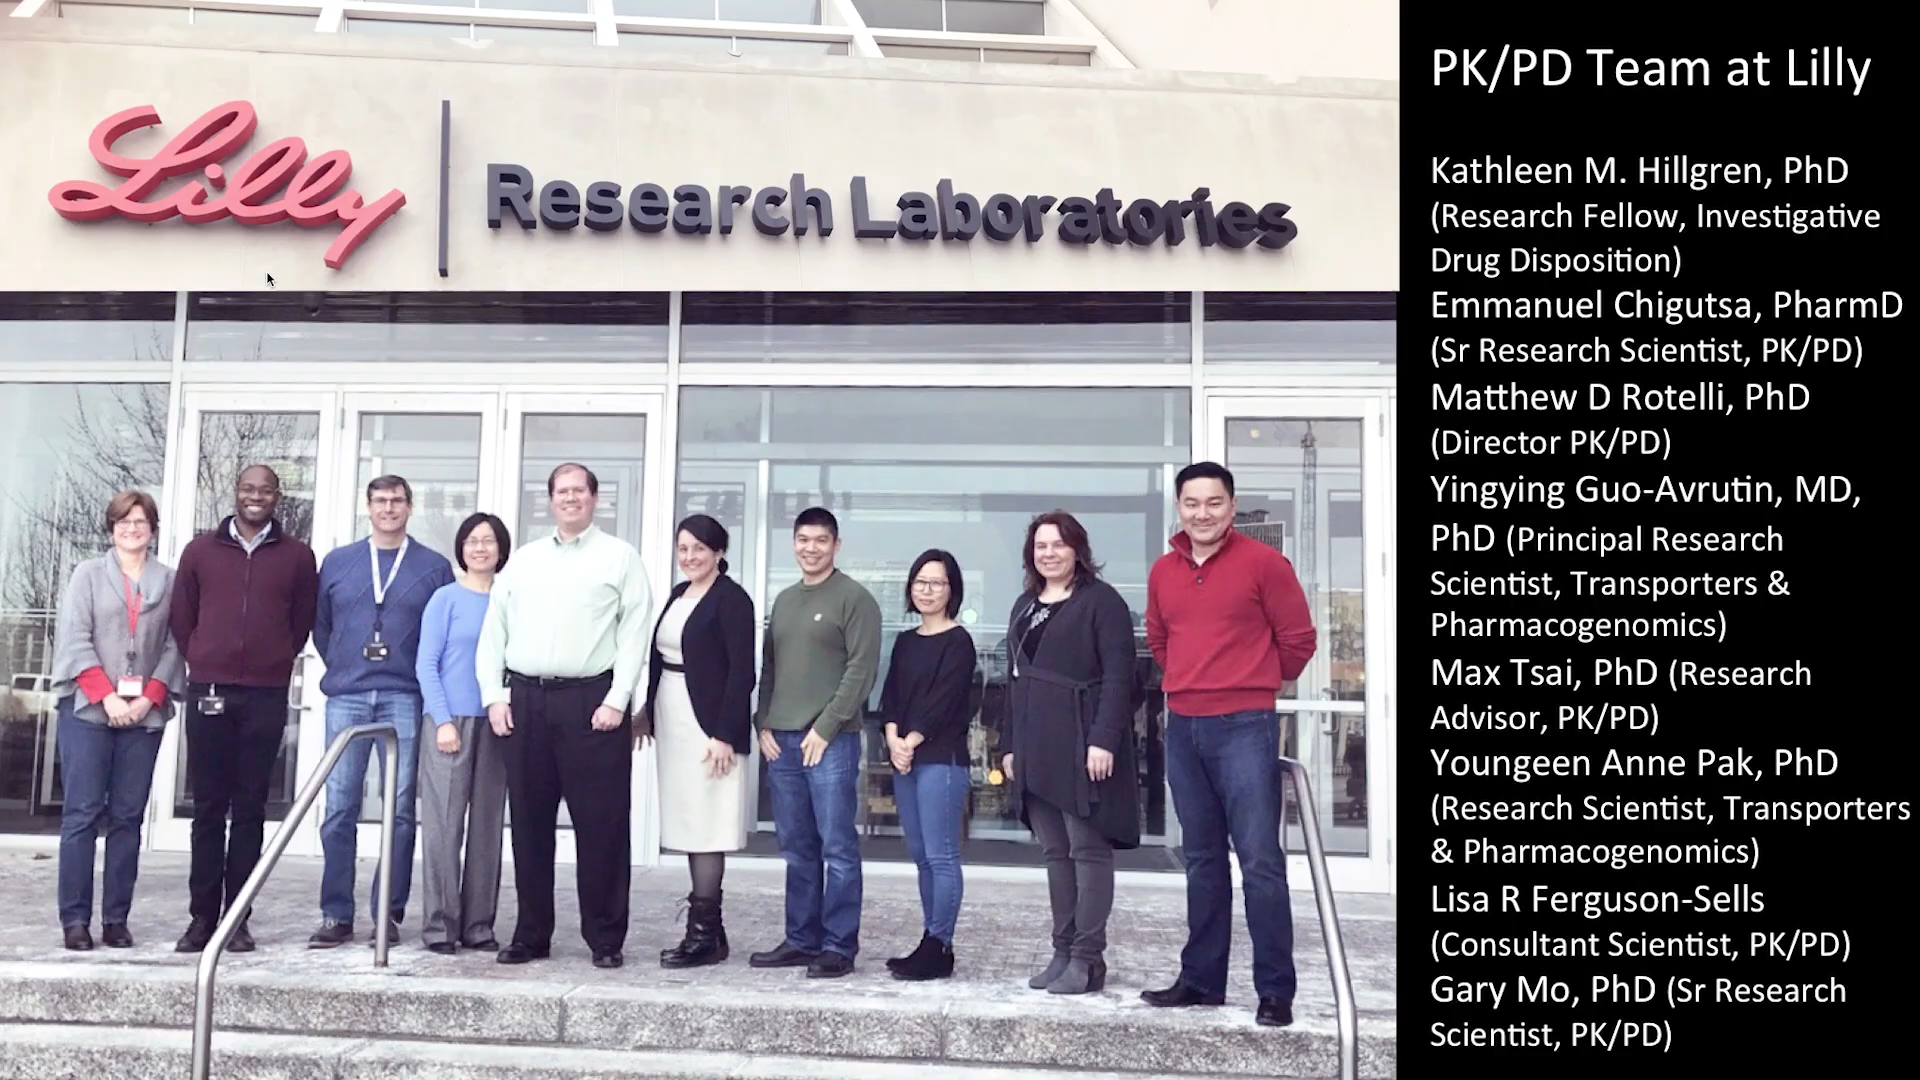 Lilly
Research Laboratories
PK/PD Team at Lilly
Kathleen M. Hillgren, PhD
(Research Fellow, Investigative
Drug Disposition)
Emmanuel Chigutsa, PharmD
(Sr Research Scientist, PK/PD)
Matthew D Rotelli, PhD
(Director PK/PD)
Yingying Guo-Avrutin, MD,
PhD (Principal Research
Scientist, Transporters &
Pharmacogenomics)
Max Tsai, PhD (Research
Advisor, PK/PD)
Youngeen Anne Pak, PhD
(Research Scientist, Transporters
& Pharmacogenomics)
Lisa R Ferguson-Sells
(Consultant Scientist, PK/PD)
Gary Mo, PhD (Sr Research
Scientist, PK/PD)